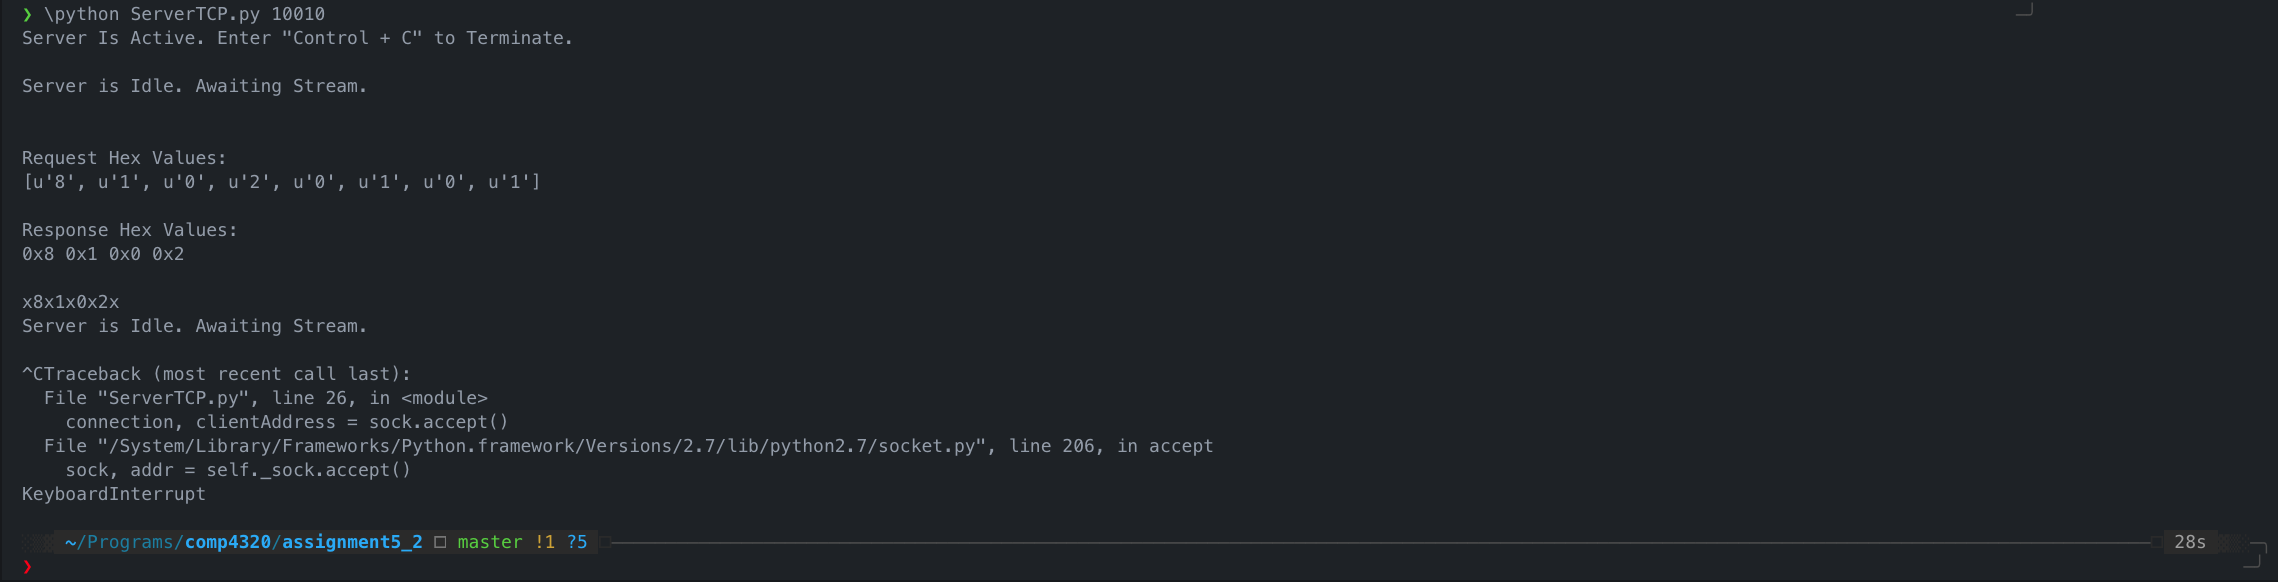 ❯ \python ServerTCP.py 10010
Server Is Active. Enter "Control + C" to Terminate.
Server is Idle. Awaiting Stream.
Request Hex Values:
[u'8', u'1', u'0', u'2', u'0', u'1', u'0', u'1']
Response Hex Values:
0x8 0x1 0x0 0x2
x8x1x0x2x
Server is Idle. Awaiting Stream.
^CTraceback (most recent call last):
  File "ServerTCP.py", line 26, in <module>
    connection, clientAddress = sock.accept()
  File "/System/Library/Frameworks/Python.framework/Versions/2.7/lib/python2.7/socket.py", line 206, in accept
    sock, addr = self._sock.accept()
KeyboardInterrupt
~/Programs/comp4320/assignment5_2 □ master !1 ?5 28s
❯